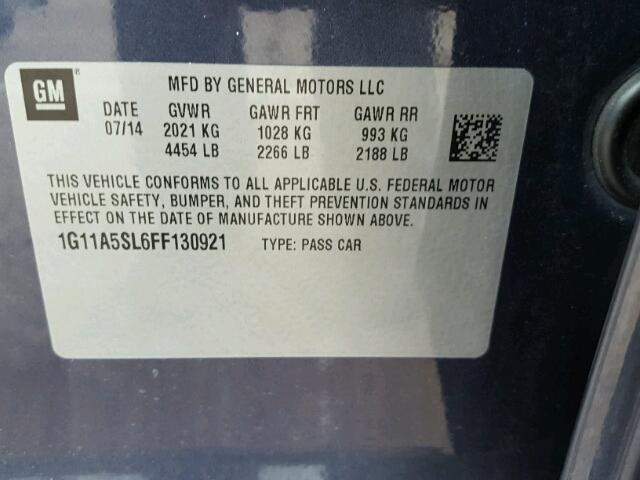 GM ®
MFD BY GENERAL MOTORS LLC
DATE GVWR GAWR FRT GAWR RR
07/14 2021 KG 1028 KG 993 KG
4454 LB 2266 LB 2188 LB
THIS VEHICLE CONFORMS TO ALL APPLICABLE U.S. FEDERAL MOTOR
VEHICLE SAFETY, BUMPER, AND THEFT PREVENTION STANDARDS IN
EFFECT ON THE DATE OF MANUFACTURE SHOWN ABOVE.
1G11A5SL6FF130921 TYPE: PASS CAR